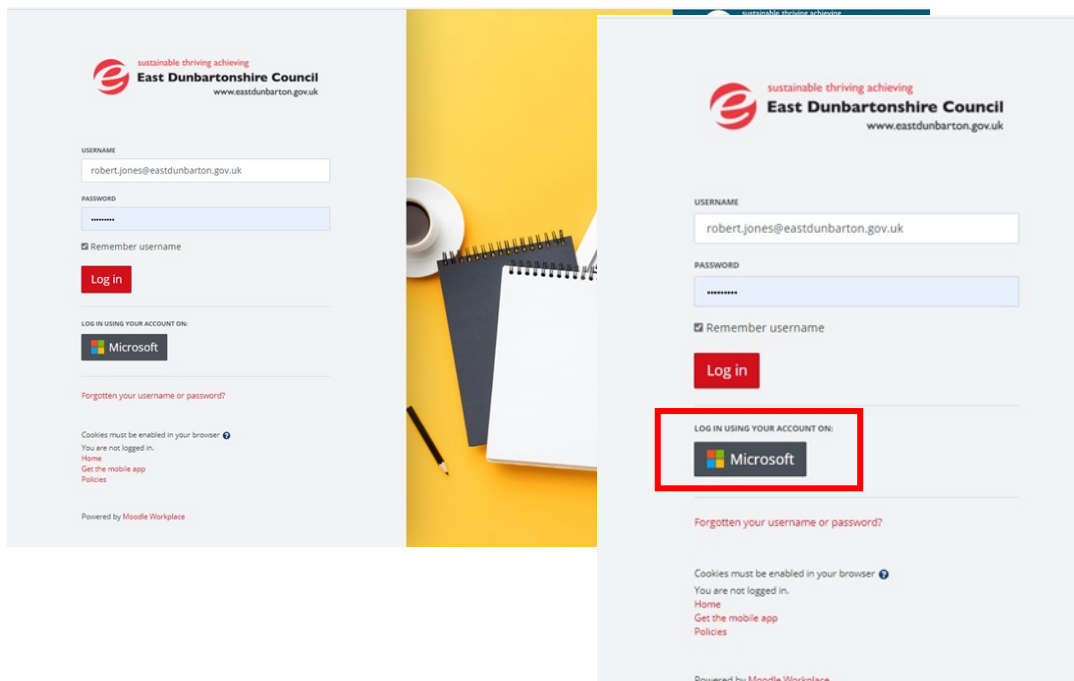 sustainable thriving achieving
East Dunbartonshire Council
www.eastdunbarton.gov.uk
USERNAME
robert.jones@eastdunbarton.gov.uk
PASSWORD
•••••••••
Remember username
Log in
LOG IN USING YOUR ACCOUNT ON:
Microsoft
Forgotten your username or password?
Cookies must be enabled in your browser
You are not logged in.
Home
Get the mobile app
Policies
Powered by Moodle Workplace
sustainable thriving achieving
sustainable thriving achieving
East Dunbartonshire Council
www.eastdunbarton.gov.uk
USERNAME
robert.jones@eastdunbarton.gov.uk
PASSWORD
•••••••••
Remember username
Log in
LOG IN USING YOUR ACCOUNT ON:
Microsoft
Forgotten your username or password?
Cookies must be enabled in your browser
You are not logged in.
Home
Get the mobile app
Policies
Powered by Moodle Workplace